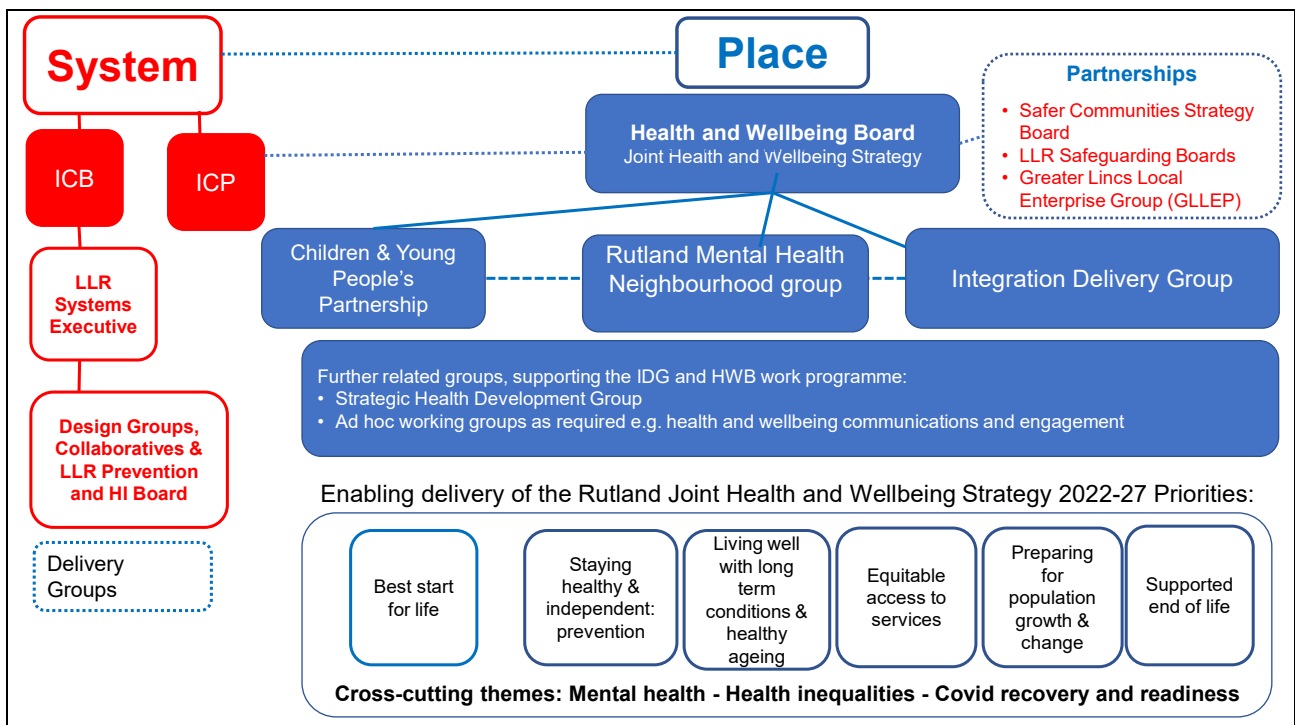 System
Place
Partnerships
• Safer Communities Strategy
Board
• LLR Safeguarding Boards
• Greater Lincs Local
Enterprise Group (GLLEP)
Health and Wellbeing Board
Joint Health and Wellbeing Strategy
ICB
ICP
Children & Young
People's
Partnership
Rutland Mental Health
Neighbourhood group
Integration Delivery Group
LLR
Systems
Executive
Further related groups, supporting the IDG and HWB work programme:
• Strategic Health Development Group
• Ad hoc working groups as required e.g. health and wellbeing communications and engagement
Design Groups,
Collaboratives &
LLR Prevention
and HI Board
Delivery
Groups
Enabling delivery of the Rutland Joint Health and Wellbeing Strategy 2022-27 Priorities:
Best start
for life
Staying
healthy &
independent:
prevention
Living well
with long
term
conditions &
healthy
ageing
Equitable
access to
services
Preparing
for
population
growth &
change
Supported
end of life
Cross-cutting themes: Mental health - Health inequalities - Covid recovery and readiness